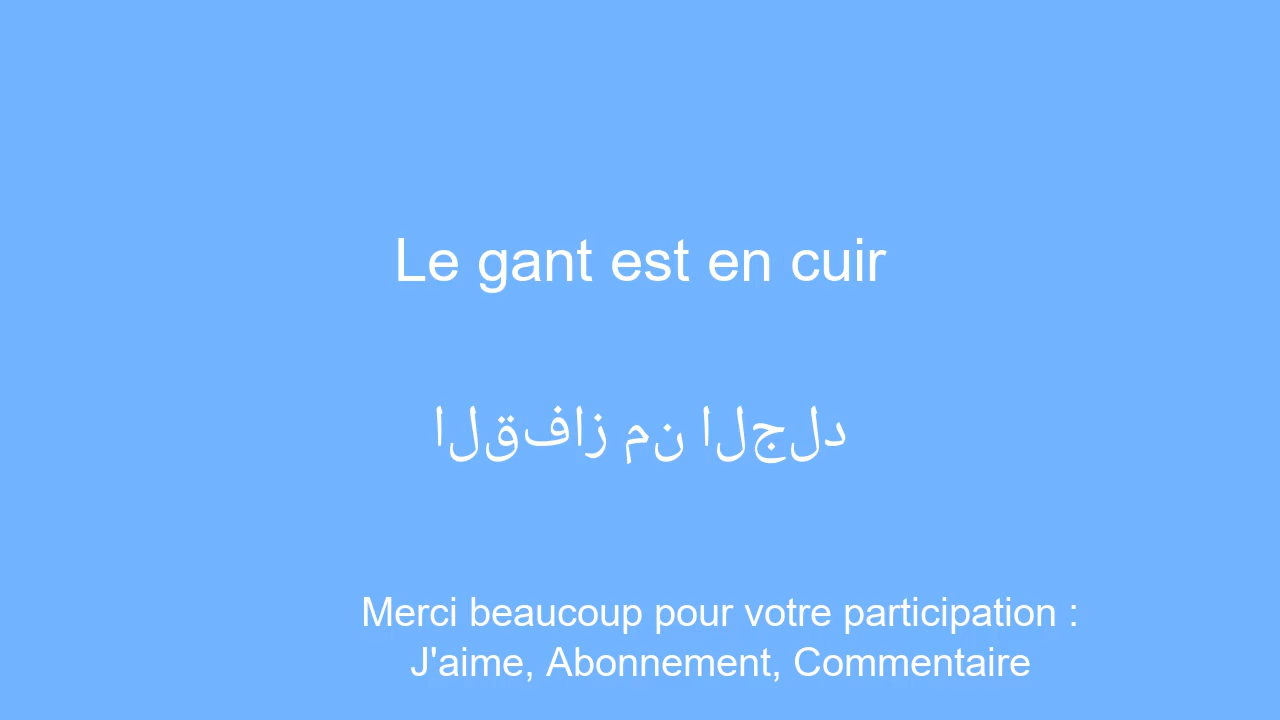 Le gant est en cuir
القفاز من الجلد
Merci beaucoup pour votre participation :
J'aime, Abonnement, Commentaire